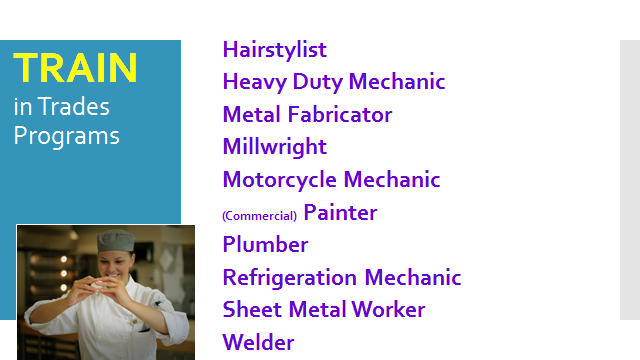 TRAIN
in Trades
Programs
Hairstylist
Heavy Duty Mechanic
Metal Fabricator
Millwright
Motorcycle Mechanic
(Commercial) Painter
Plumber
Refrigeration Mechanic
Sheet Metal Worker
Welder